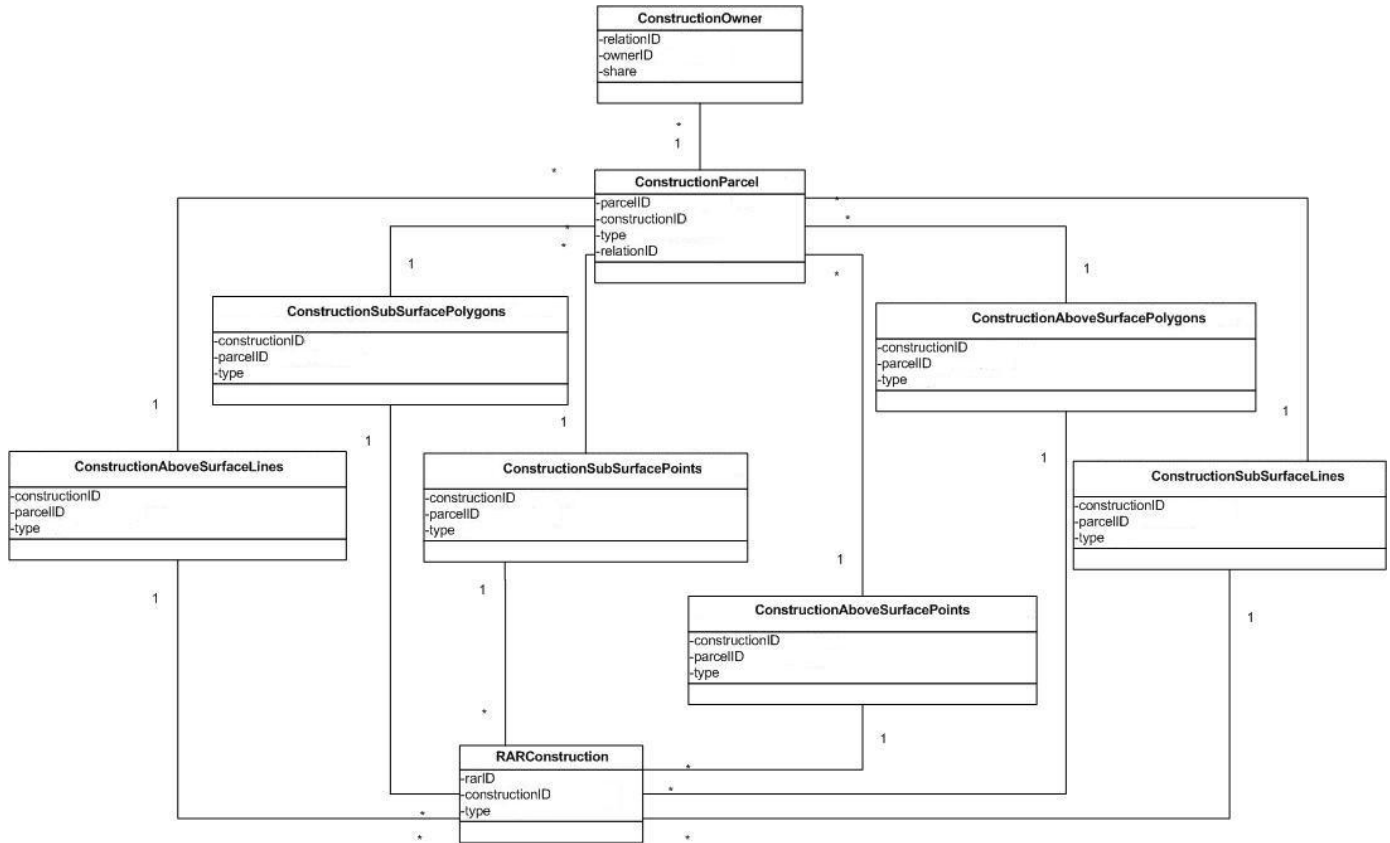 ConstructionOwner
-relationID
-ownerID
-share
*
1
*
ConstructionParcel
-parcelID
-constructionID
-type
-relationID
*
*
*
*
*
1
1
ConstructionSubSurfacePolygons
-constructionID
-parcelID
-type
ConstructionAboveSurfacePolygons
-constructionID
-parcelID
-type
1
1
1
1
1
1
ConstructionAboveSurfaceLines
-constructionID
-parcelID
-type
ConstructionSubSurfacePoints
-constructionID
-parcelID
-type
ConstructionSubSurfaceLines
-constructionID
-parcelID
-type
1
1
1
1
ConstructionAboveSurfacePoints
-constructionID
-parcelID
-type
*
1
RARConstruction
-rarID
-constructionID
-type
*
*
*
*
*